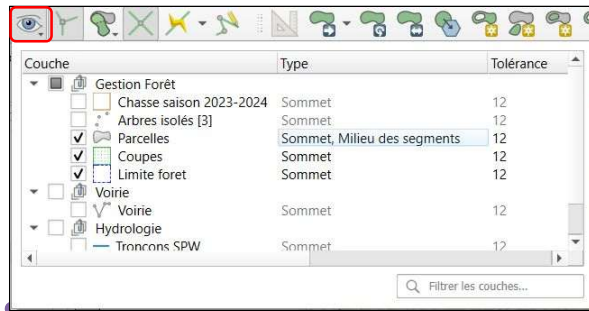 Couche Type Tolérance
Gestion Forêt
Chasse saison 2023-2024 Sommet 12
Arbres isolés [3] Sommet 12
Parcelles Sommet, Milieu des segments 12
Coupes Sommet 12
Limite foret Sommet 12
Voirie
Voirie Sommet 12
Hydrologie
Troncons SPW Sommet 12
Filtrer les couches...